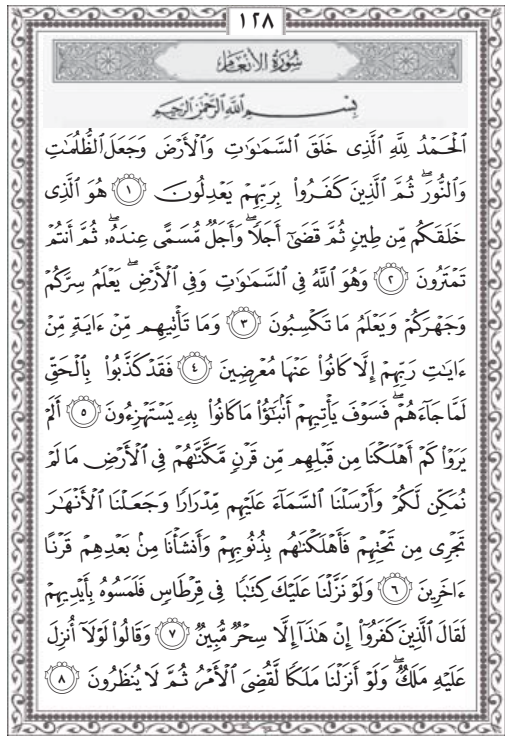 ١٢٨
سُورَةُ الأَنْعَامِ
بِسْمِ ٱللَّهِ ٱلرَّحْمَٰنِ ٱلرَّحِيمِ
ٱلْحَمْدُ لِلَّهِ ٱلَّذِى خَلَقَ ٱلسَّمَٰوَٰتِ وَٱلْأَرْضَ وَجَعَلَ ٱلظُّلُمَٰتِ
وَٱلنُّورَ ۖ ثُمَّ ٱلَّذِينَ كَفَرُوا۟ بِرَبِّهِمْ يَعْدِلُونَ ١ هُوَ ٱلَّذِى
خَلَقَكُم مِّن طِينٍ ثُمَّ قَضَىٰٓ أَجَلًا ۖ وَأَجَلٌ مُّسَمًّى عِندَهُۥ ۖ ثُمَّ أَنتُمْ
تَمْتَرُونَ ٢ وَهُوَ ٱللَّهُ فِى ٱلسَّمَٰوَٰتِ وَفِى ٱلْأَرْضِ ۖ يَعْلَمُ سِرَّكُمْ
وَجَهْرَكُمْ وَيَعْلَمُ مَا تَكْسِبُونَ ٣ وَمَا تَأْتِيهِم مِّنْ ءَايَةٍ مِّنْ
ءَايَٰتِ رَبِّهِمْ إِلَّا كَانُوا۟ عَنْهَا مُعْرِضِينَ ٤ فَقَدْ كَذَّبُوا۟ بِٱلْحَقِّ
لَمَّا جَآءَهُمْ ۖ فَسَوْفَ يَأْتِيهِمْ أَنۢبَٰٓؤُا۟ مَا كَانُوا۟ بِهِۦ يَسْتَهْزِءُونَ ٥ أَلَمْ
يَرَوْا۟ كَمْ أَهْلَكْنَا مِن قَبْلِهِم مِّن قَرْنٍ مَّكَّنَّٰهُمْ فِى ٱلْأَرْضِ مَا لَمْ
نُمَكِّن لَّكُمْ وَأَرْسَلْنَا ٱلسَّمَآءَ عَلَيْهِم مِّدْرَارًا وَجَعَلْنَا ٱلْأَنْهَٰرَ
تَجْرِى مِن تَحْتِهِمْ فَأَهْلَكْنَٰهُم بِذُنُوبِهِمْ وَأَنشَأْنَا مِنۢ بَعْدِهِمْ قَرْنًا
ءَاخَرِينَ ٦ وَلَوْ نَزَّلْنَا عَلَيْكَ كِتَٰبًا فِى قِرْطَاسٍ فَلَمَسُوهُ بِأَيْدِيهِمْ
لَقَالَ ٱلَّذِينَ كَفَرُوٓا۟ إِنْ هَٰذَآ إِلَّا سِحْرٌ مُّبِينٌ ٧ وَقَالُوا۟ لَوْلَآ أُنزِلَ
عَلَيْهِ مَلَكٌ ۖ وَلَوْ أَنزَلْنَا مَلَكًا لَّقُضِىَ ٱلْأَمْرُ ثُمَّ لَا يُنظَرُونَ ٨